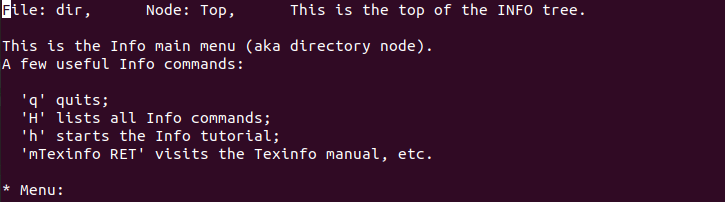 File: dir,      Node: Top,      This is the top of the INFO tree.
This is the Info main menu (aka directory node).
A few useful Info commands:
'q' quits;
'H' lists all Info commands;
'h' starts the Info tutorial;
'mTexinfo RET' visits the Texinfo manual, etc.
* Menu: